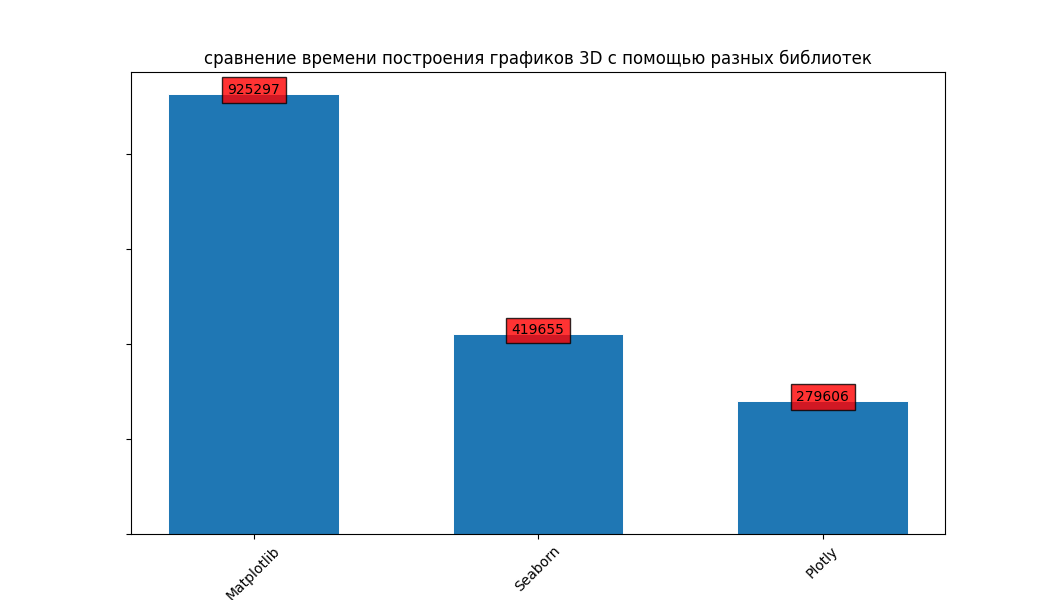 сравнение времени построения графиков 3D с помощью разных библиотек
925297
419655
279606
Matplotlib
Seaborn
Plotly